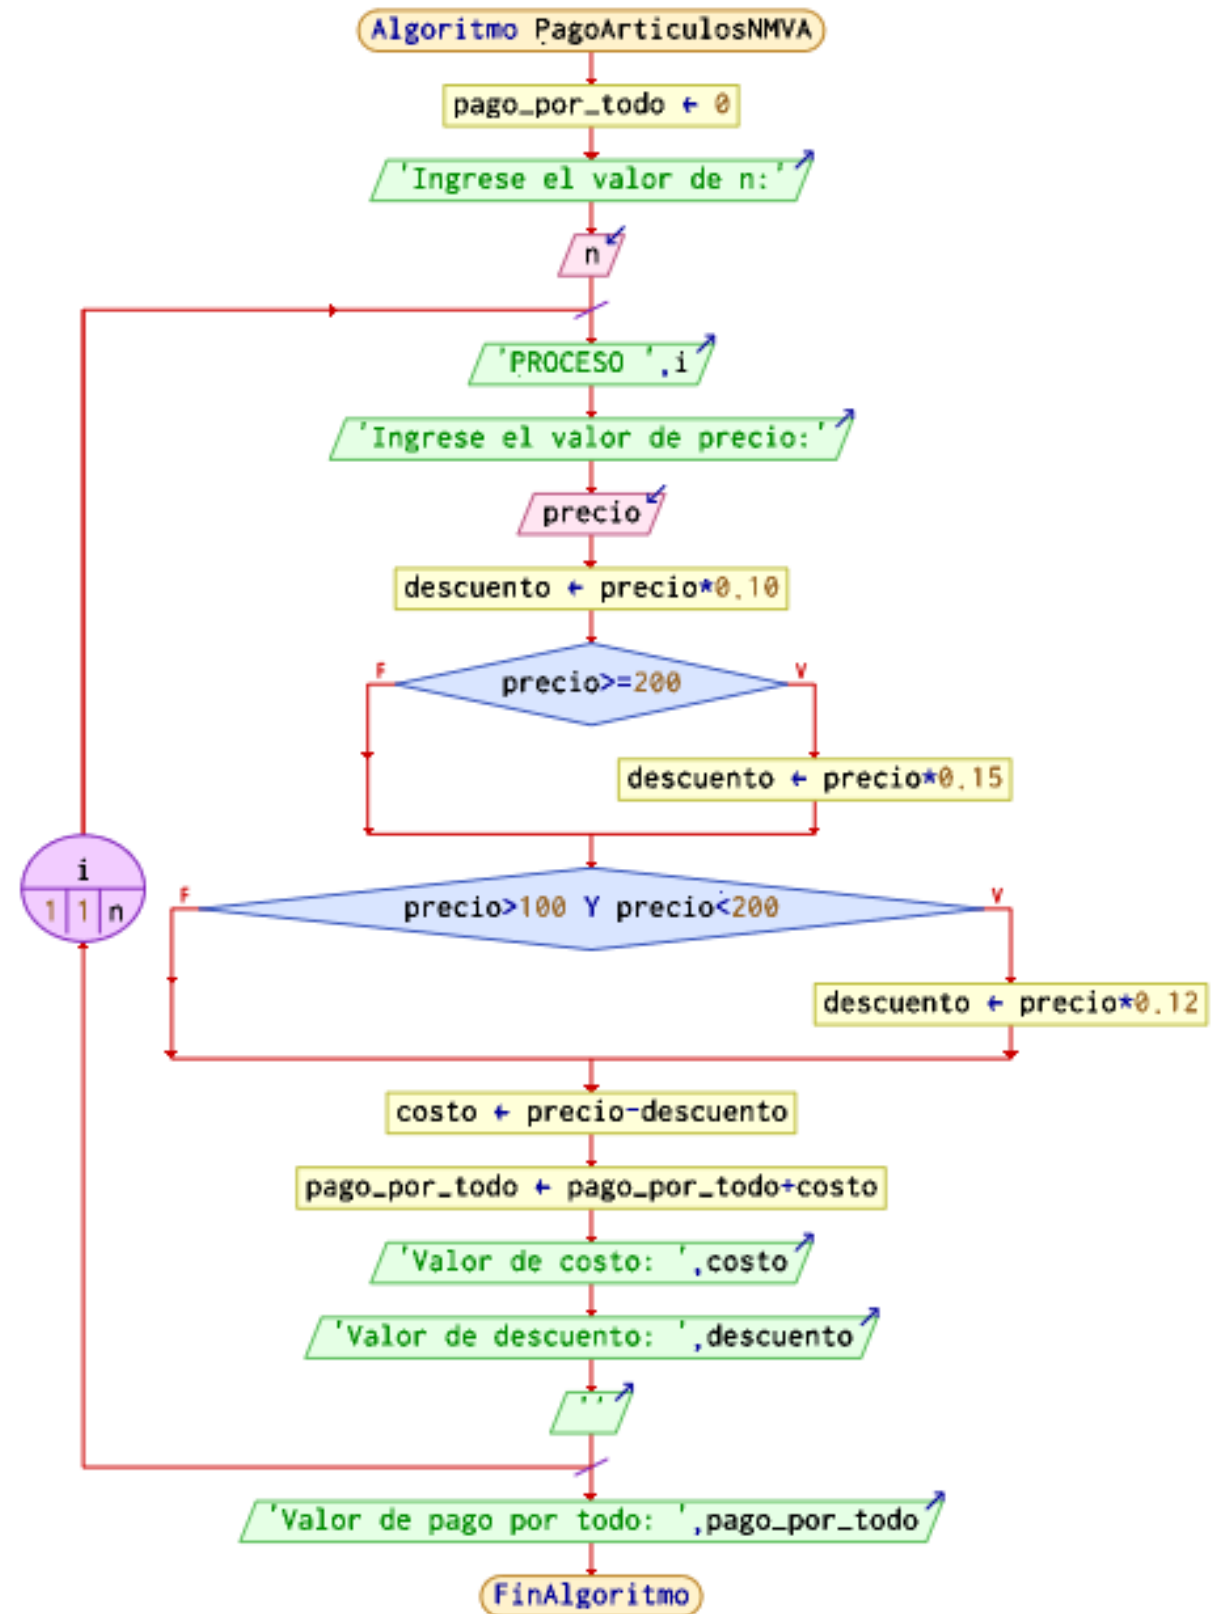 Algoritmo PagoArticulosNMVA
pago_por_todo ← 0
'Ingrese el valor de n:'
n
'PROCESO ',i
'Ingrese el valor de precio:'
precio
descuento ← precio*0.10
F
precio>=200
V
descuento ← precio*0.15
i
1 1 n
F
precio>100 Y precio<200
V
descuento ← precio*0.12
costo ← precio-descuento
pago_por_todo ← pago_por_todo+costo
'Valor de costo: ',costo
'Valor de descuento: ',descuento
''
'Valor de pago por todo: ',pago_por_todo
FinAlgoritmo